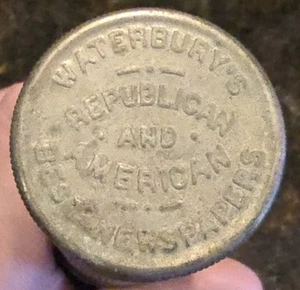 WATERBURY'S
REPUBLICAN
· AND ·
AMERICAN
BEST NEWSPAPERS